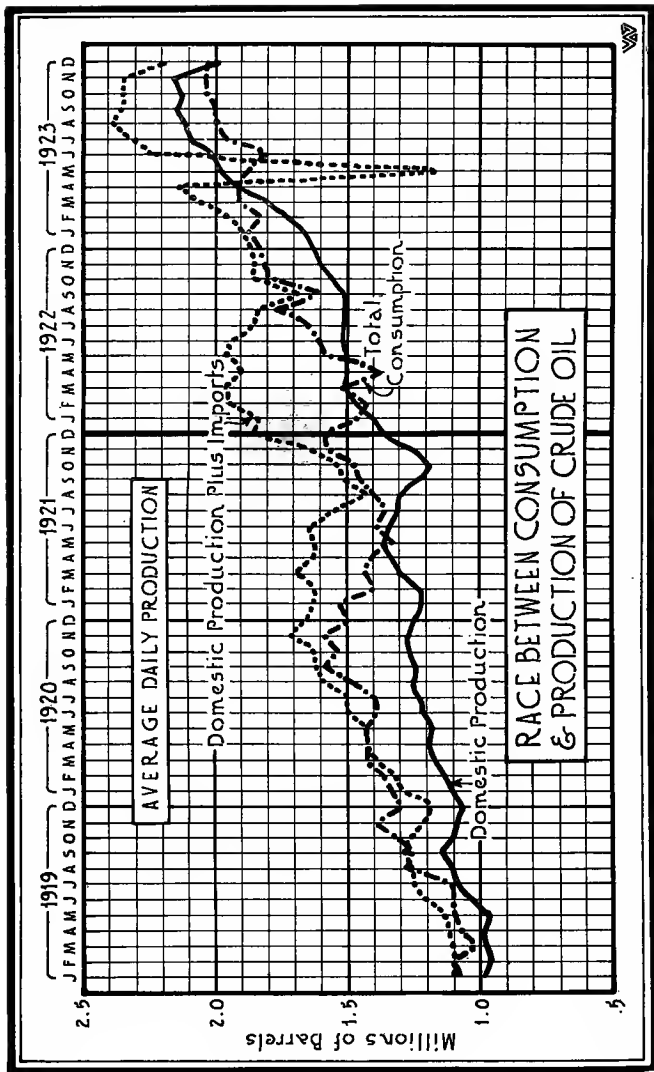 1919 1920 1921 1922 1923
J F M A M J J A S O N D J F M A M J J A S O N D J F M A M J J A S O N D J F M A M J J A S O N D J F M A M J J A S O N D
2.5
2.0
1.5
1.0
.5
Millions of Barrels
AVERAGE DAILY PRODUCTION
Domestic Production Plus Imports
Total
Consumption
Domestic Production
RACE BETWEEN CONSUMPTION
& PRODUCTION OF CRUDE OIL